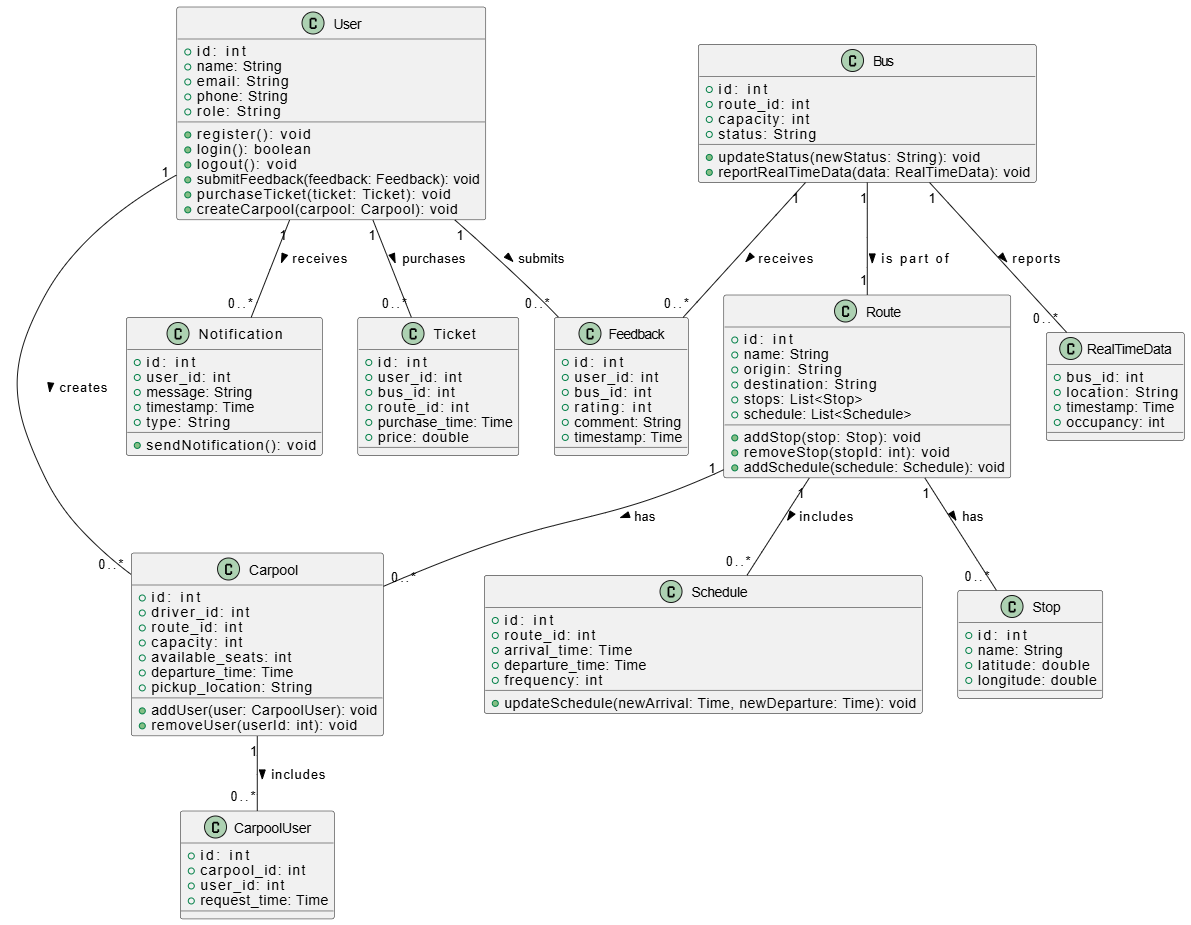 C User
id: int
name: String
email: String
phone: String
role: String
register(): void
login(): boolean
logout(): void
submitFeedback(feedback: Feedback): void
purchaseTicket(ticket: Ticket): void
createCarpool(carpool: Carpool): void
C Bus
id: int
route_id: int
capacity: int
status: String
updateStatus(newStatus: String): void
reportRealTimeData(data: RealTimeData): void
1
1
receives
0..*
1
purchases
0..*
1
submits
0..*
1
receives
0..*
1
is part of
1
1
reports
0..*
creates
0..*
C Notification
id: int
user_id: int
message: String
timestamp: Time
type: String
sendNotification(): void
C Ticket
id: int
user_id: int
bus_id: int
route_id: int
purchase_time: Time
price: double
C Feedback
id: int
user_id: int
bus_id: int
rating: int
comment: String
timestamp: Time
C Route
id: int
name: String
origin: String
destination: String
stops: List<Stop>
schedule: List<Schedule>
addStop(stop: Stop): void
removeStop(stopId: int): void
addSchedule(schedule: Schedule): void
C RealTimeData
bus_id: int
location: String
timestamp: Time
occupancy: int
1
has
0..*
1
includes
0..*
1
has
0..*
C Carpool
id: int
driver_id: int
route_id: int
capacity: int
available_seats: int
departure_time: Time
pickup_location: String
addUser(user: CarpoolUser): void
removeUser(userId: int): void
C Schedule
id: int
route_id: int
arrival_time: Time
departure_time: Time
frequency: int
updateSchedule(newArrival: Time, newDeparture: Time): void
C Stop
id: int
name: String
latitude: double
longitude: double
1
includes
0..*
C CarpoolUser
id: int
carpool_id: int
user_id: int
request_time: Time